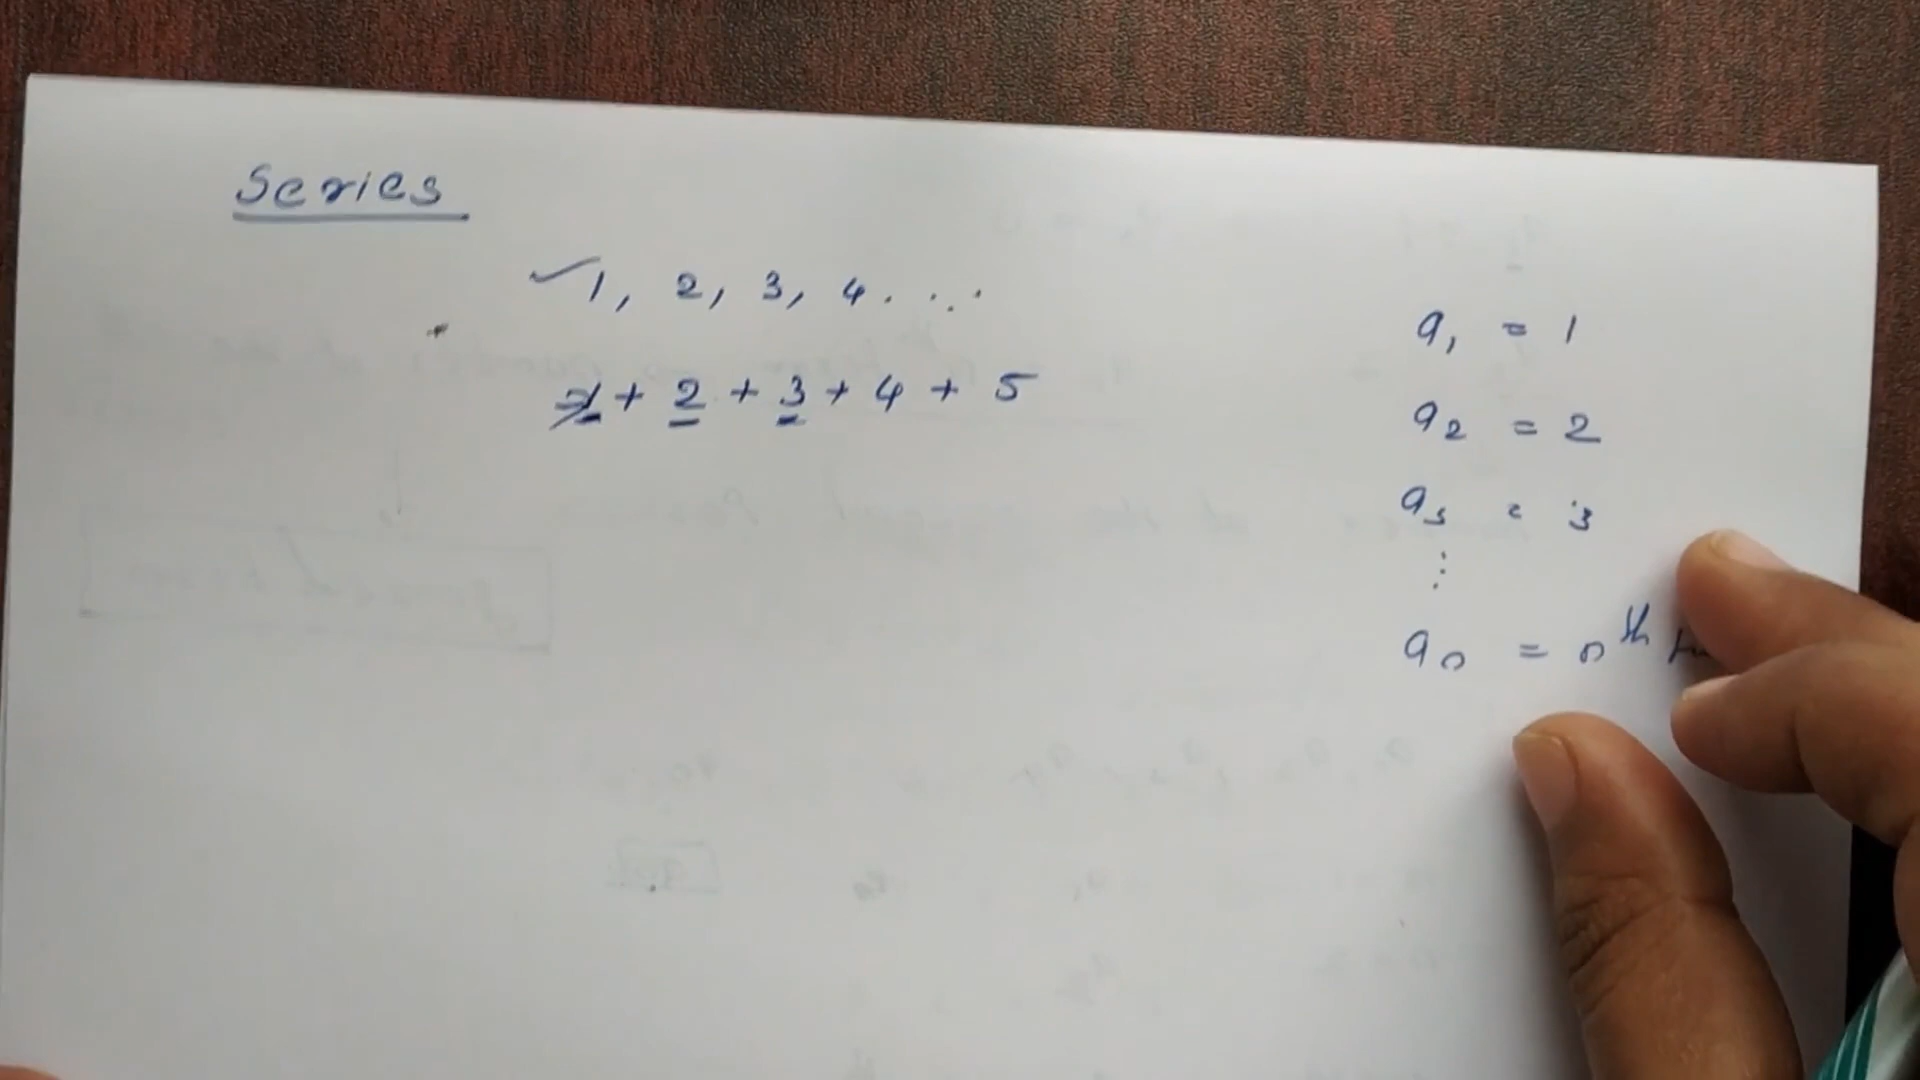 Series
1, 2, 3, 4 . . . .
1 + 2 + 3 + 4 + 5
a₁ = 1
a₂ = 2
a₃ = 3
⋮
aₙ = nᵗʰ